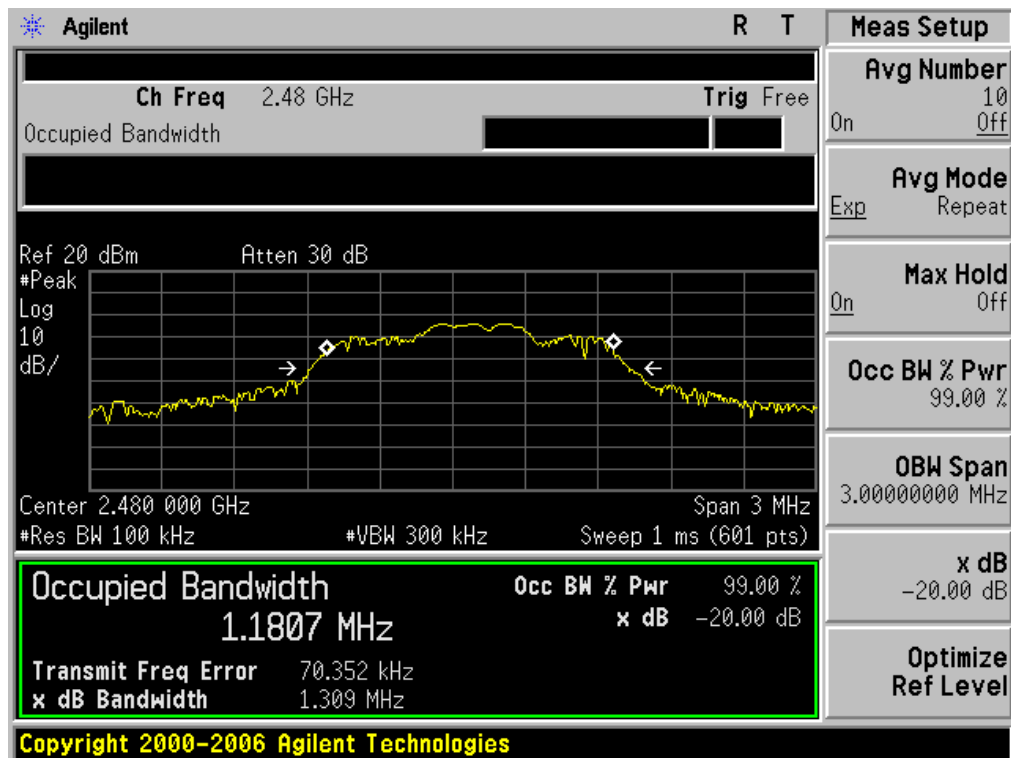 Agilent R T
Ch Freq 2.48 GHz Trig Free
Occupied Bandwidth
Ref 20 dBm Atten 30 dB
#Peak
Log
10
dB/
Center 2.480 000 GHz Span 3 MHz
#Res BW 100 kHz #VBW 300 kHz Sweep 1 ms (601 pts)
Occupied Bandwidth Occ BW % Pwr 99.00 %
1.1807 MHz x dB -20.00 dB
Transmit Freq Error 70.352 kHz
x dB Bandwidth 1.309 MHz
Copyright 2000-2006 Agilent Technologies
Meas Setup
Avg Number
10
On Off
Avg Mode
Exp Repeat
Max Hold
On Off
Occ BW % Pwr
99.00 %
OBW Span
3.00000000 MHz
x dB
-20.00 dB
Optimize
Ref Level